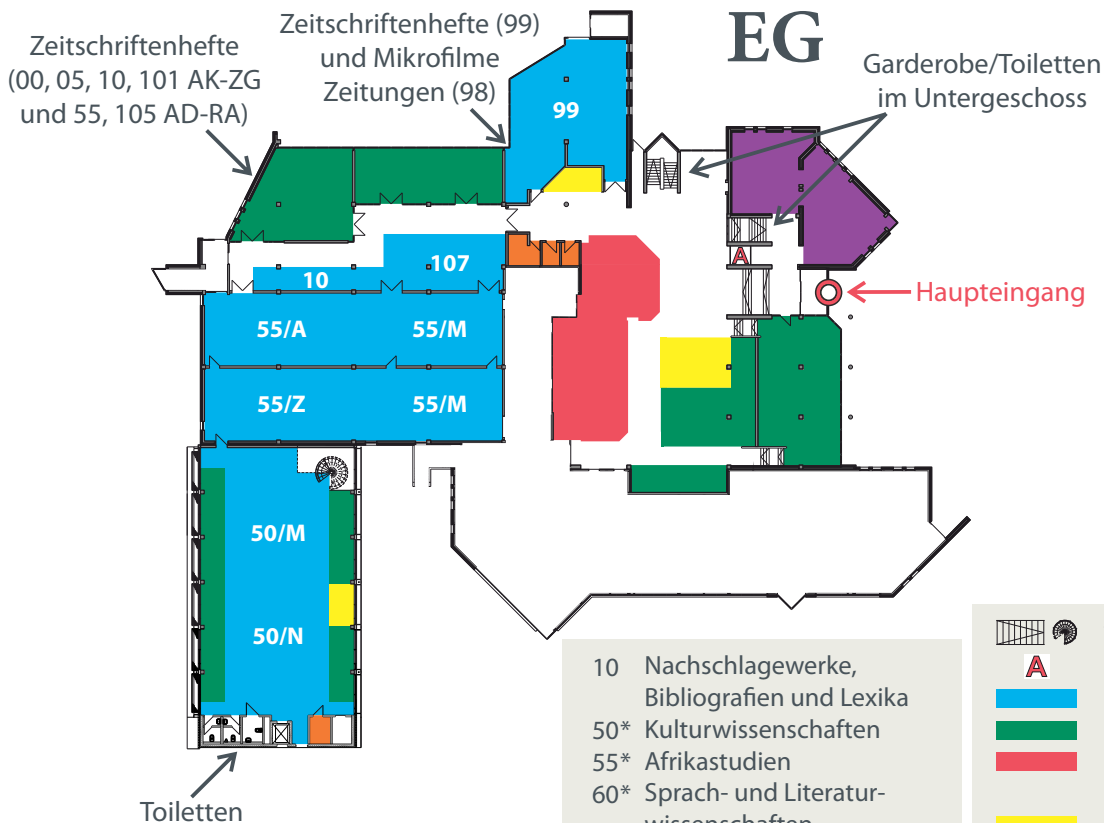 EG
Zeitschriftenhefte
(00, 05, 10, 101 AK-ZG
und 55, 105 AD-RA)
Zeitschriftenhefte (99)
und Mikrofilme
Zeitungen (98)
Garderobe/Toiletten
im Untergeschoss
99
A
Haupteingang
107
10
55/A
55/M
55/Z
55/M
50/M
50/N
Toiletten
10 Nachschlagewerke,
Bibliografien und Lexika
50* Kulturwissenschaften
55* Afrikastudien
60* Sprach- und Literatur-
wissenschaften
A